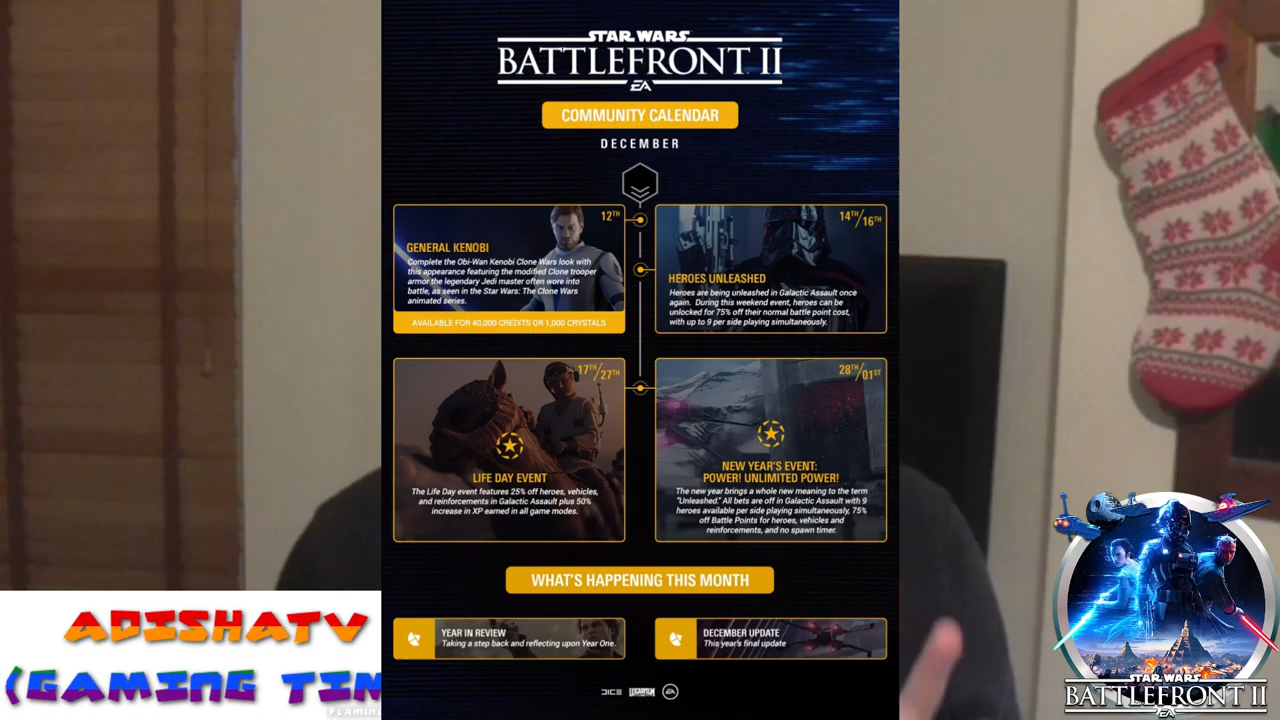 STAR WARS
BATTLEFRONT II
EA
COMMUNITY CALENDAR
DECEMBER
12TH
GENERAL KENOBI
Complete the Obi-Wan Kenobi Clone Wars look with
this appearance featuring the modified Clone trooper
armor the legendary Jedi master often wore into
battle, as seen in the Star Wars: The Clone Wars
animated series.
AVAILABLE FOR 40,000 CREDITS OR 1,000 CRYSTALS
14TH/16TH
HEROES UNLEASHED
Heroes are being unleashed in Galactic Assault once
again. During this weekend event, heroes can be
unlocked for 75% off their normal battle point cost,
with up to 9 per side playing simultaneously.
17TH/27TH
LIFE DAY EVENT
The Life Day event features 25% off heroes, vehicles,
and reinforcements in Galactic Assault plus 50%
increase in XP earned in all game modes.
28TH/01ST
NEW YEAR'S EVENT:
POWER! UNLIMITED POWER!
The new year brings a whole new meaning to the term
"Unleashed." All bets are off in Galactic Assault with 9
heroes available per side playing simultaneously, 75%
off Battle Points for heroes, vehicles and
reinforcements, and no spawn timer.
WHAT'S HAPPENING THIS MONTH
YEAR IN REVIEW
Taking a step back and reflecting upon Year One.
DECEMBER UPDATE
This year's final update
DICE LUCASFILM EA
ADISHATV
(GAMING TIN
FLAMIN
STAR WARS
BATTLEFRONT II
EA